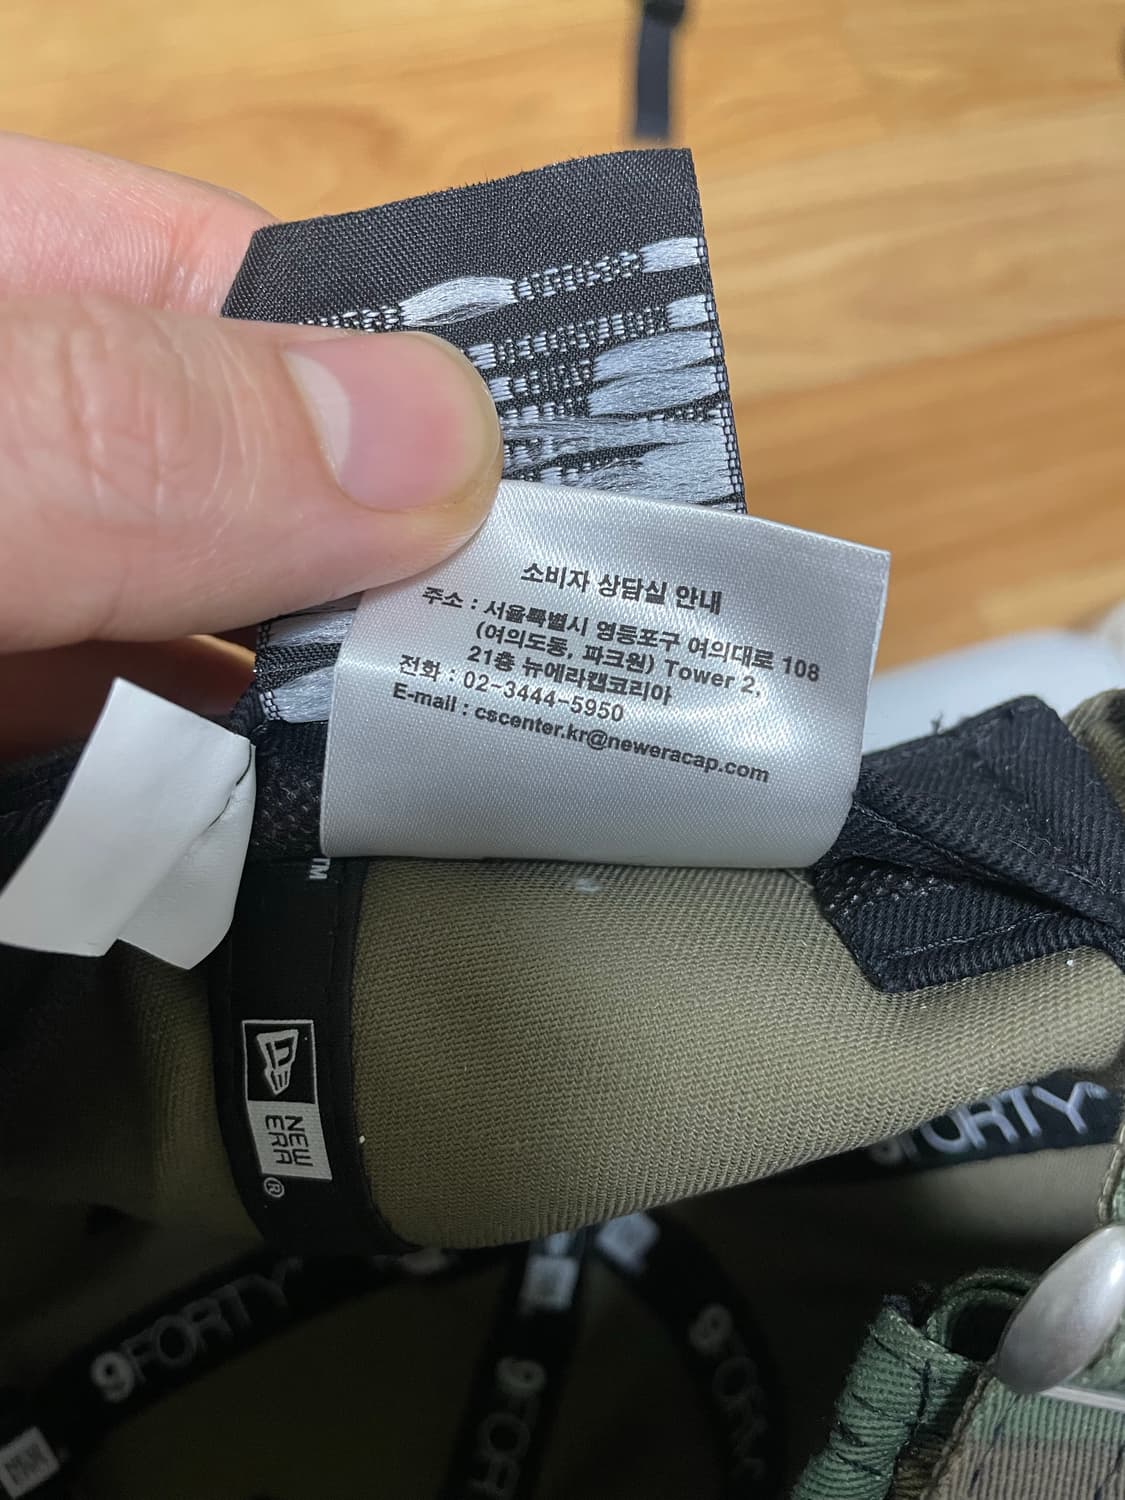 소비자 상담실 안내
주소 : 서울특별시 영등포구 여의대로 108
(여의도동, 파크원) Tower 2,
21층 뉴에라캡코리아
전화 : 02-3444-5950
E-mail : cscenter.kr@neweracap.com
TM
NEW
ERA
®
9FORTY
9FORTY
9FORTY
9FORTY